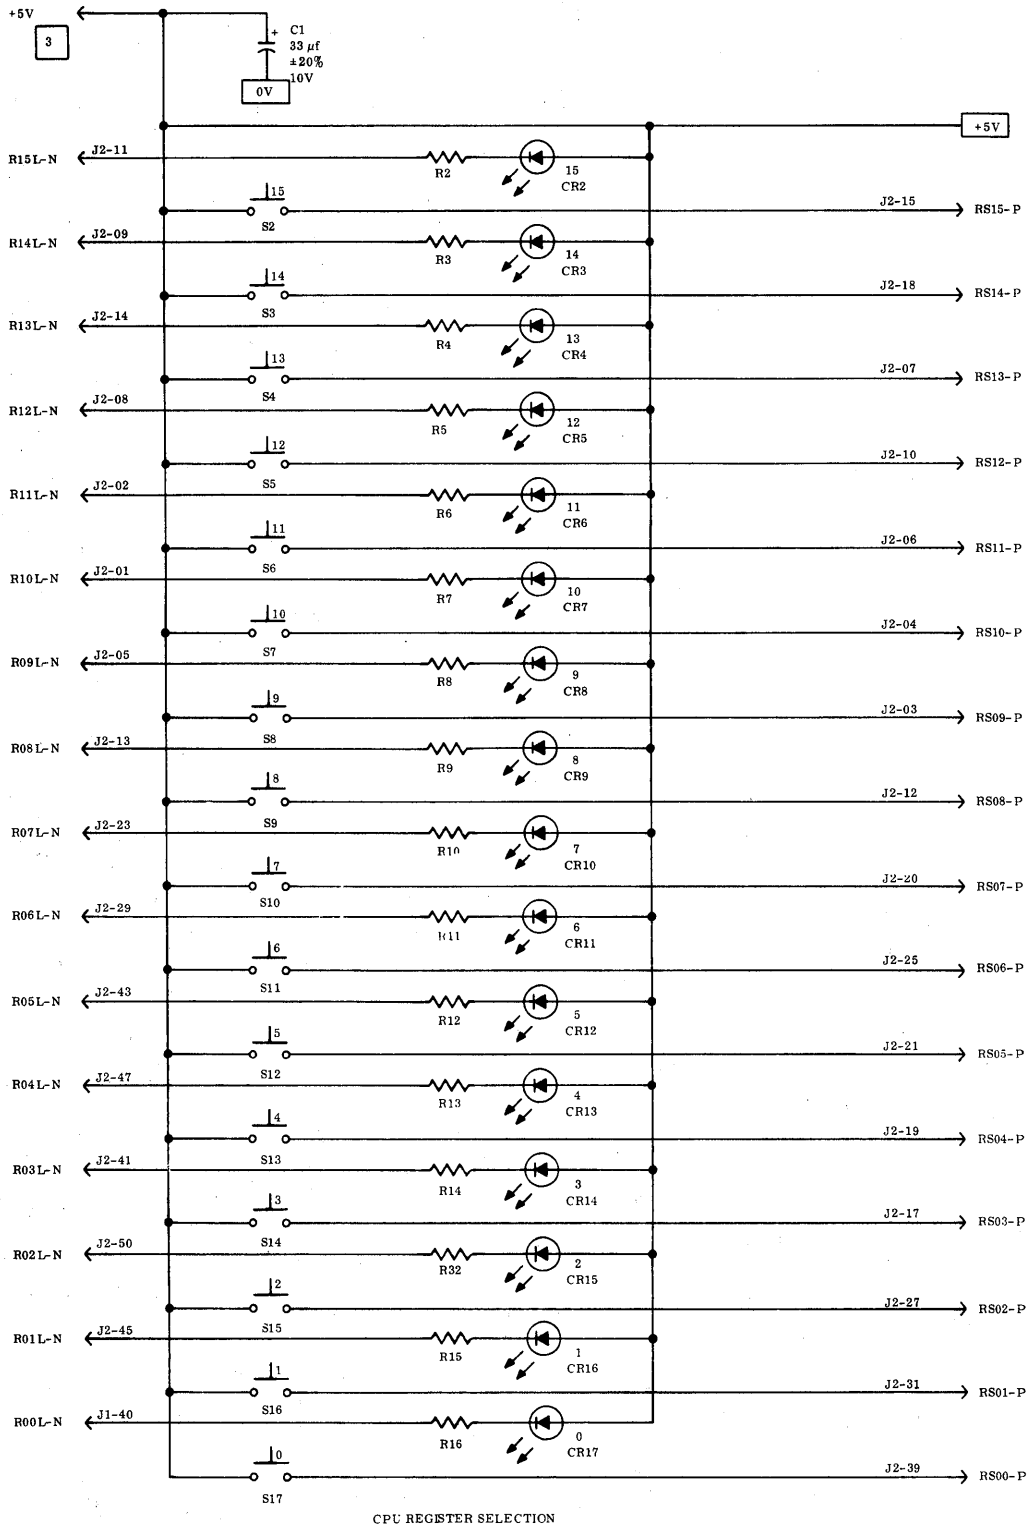 +5V
3
+ C1
33 µf
±20%
10V
0V
+5V
R15L-N J2-11 R2 15
CR2
15 S2 J2-15 RS15-P
R14L-N J2-09 R3 14
CR3
14 S3 J2-18 RS14-P
R13L-N J2-14 R4 13
CR4
13 S4 J2-07 RS13-P
R12L-N J2-08 R5 12
CR5
12 S5 J2-10 RS12-P
R11L-N J2-02 R6 11
CR6
11 S6 J2-06 RS11-P
R10L-N J2-01 R7 10
CR7
10 S7 J2-04 RS10-P
R09L-N J2-05 R8 9
CR8
9 S8 J2-03 RS09-P
R08L-N J2-13 R9 8
CR9
8 S9 J2-12 RS08-P
R07L-N J2-23 R10 7
CR10
7 S10 J2-20 RS07-P
R06L-N J2-29 R11 6
CR11
6 S11 J2-25 RS06-P
R05L-N J2-43 R12 5
CR12
5 S12 J2-21 RS05-P
R04L-N J2-47 R13 4
CR13
4 S13 J2-19 RS04-P
R03L-N J2-41 R14 3
CR14
3 S14 J2-17 RS03-P
R02L-N J2-50 R32 2
CR15
2 S15 J2-27 RS02-P
R01L-N J2-45 R15 1
CR16
1 S16 J2-31 RS01-P
R00L-N J1-40 R16 0
CR17
0 S17 J2-39 RS00-P
CPU REGISTER SELECTION